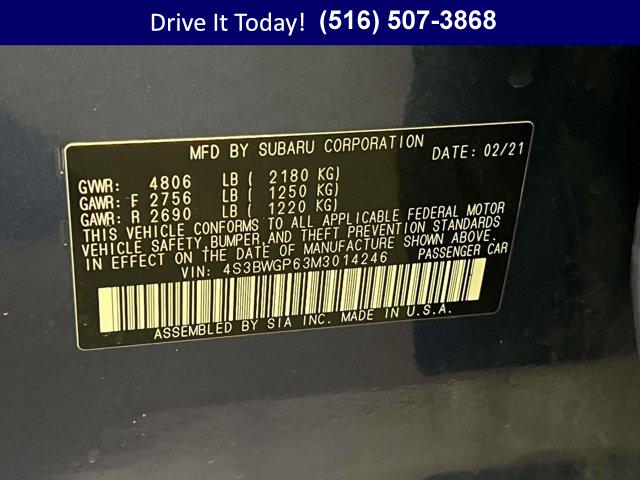 Drive It Today! (516) 507-3868
MFD BY SUBARU CORPORATION DATE: 02/21
GVWR: 4806 LB ( 2180 KG)
GAWR: F 2756 LB ( 1250 KG)
GAWR: R 2690 LB ( 1220 KG)
THIS VEHICLE CONFORMS TO ALL APPLICABLE FEDERAL MOTOR
VEHICLE SAFETY,BUMPER,AND THEFT PREVENTION STANDARDS
IN EFFECT ON THE DATE OF MANUFACTURE SHOWN ABOVE.
VIN: 4S3BWGP63M3014246 PASSENGER CAR
ASSEMBLED BY SIA INC. MADE IN U.S.A.